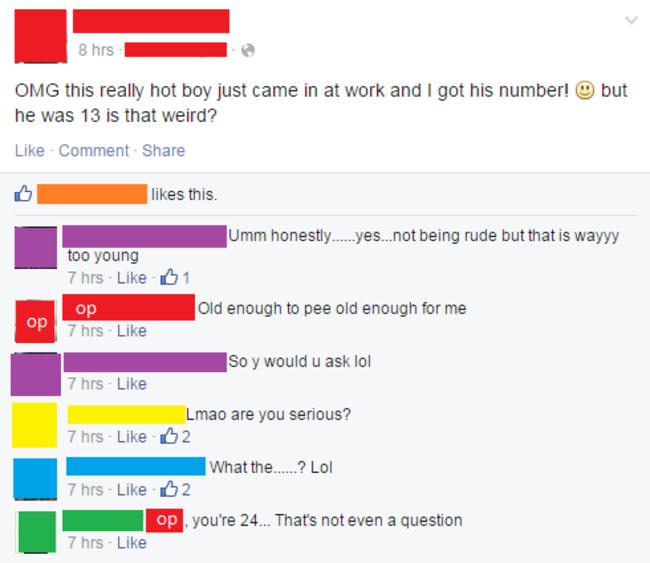 8 hrs ·
OMG this really hot boy just came in at work and I got his number! but
he was 13 is that weird?
Like · Comment · Share
likes this.
Umm honestly......yes...not being rude but that is wayyy
too young
7 hrs · Like · 1
op op Old enough to pee old enough for me
7 hrs · Like
So y would u ask lol
7 hrs · Like
Lmao are you serious?
7 hrs · Like · 2
What the......? Lol
7 hrs · Like · 2
op , you're 24... That's not even a question
7 hrs · Like